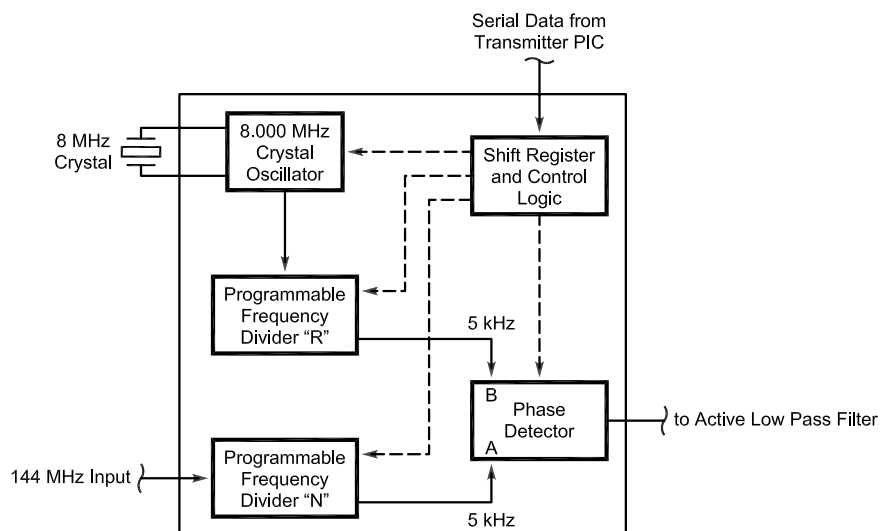 Serial Data from
Transmitter PIC
8 MHz
Crystal
8.000 MHz
Crystal
Oscillator
Shift Register
and Control
Logic
Programmable
Frequency
Divider “R”
5 kHz
B
A
Phase
Detector
to Active Low Pass Filter
144 MHz Input
Programmable
Frequency
Divider “N”
5 kHz